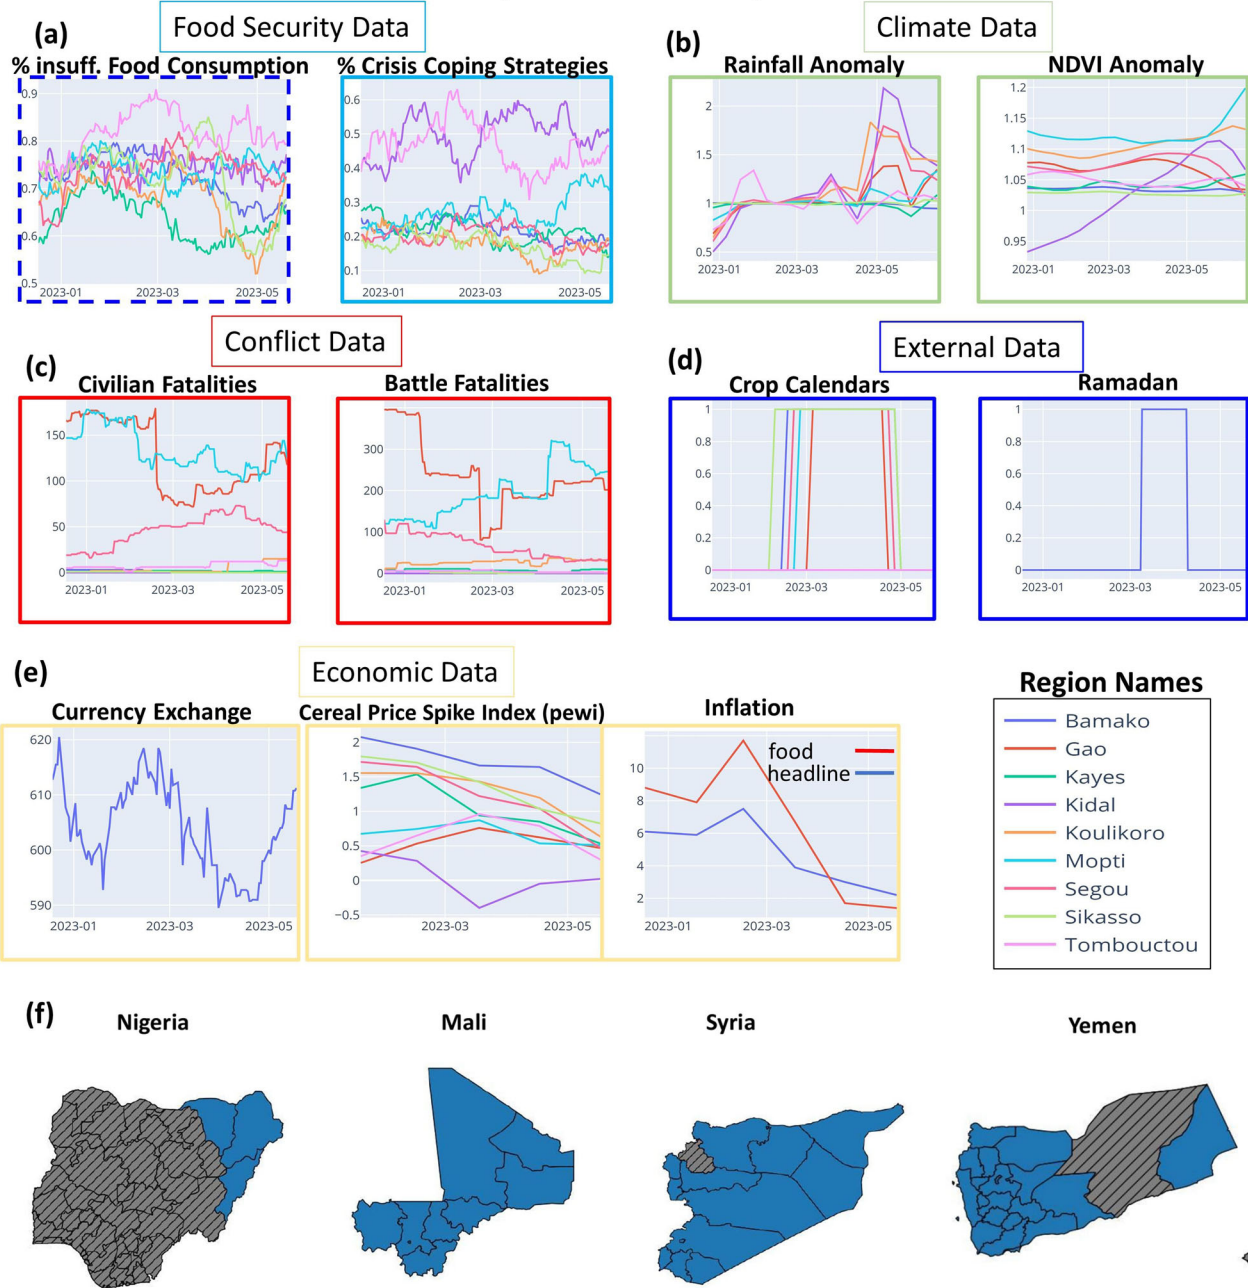 Food Security Data
Climate Data
(a)
(b)
% insuff. Food Consumption
% Crisis Coping Strategies
Rainfall Anomaly
NDVI Anomaly
0.9
0.8
0.7
0.6
0.5
2023-01
2023-03
2023-05
0.6
0.5
0.4
0.3
0.2
0.1
2023-01
2023-03
2023-05
2
1.5
1
0.5
2023-01
2023-03
2023-05
1.2
1.15
1.1
1.05
1
0.95
2023-01
2023-03
2023-05
Conflict Data
External Data
(c)
(d)
Civilian Fatalities
Battle Fatalities
Crop Calendars
Ramadan
150
100
50
0
2023-01
2023-03
2023-05
300
200
100
0
2023-01
2023-03
2023-05
1
0.8
0.6
0.4
0.2
0
2023-01
2023-03
2023-05
1
0.8
0.6
0.4
0.2
0
2023-01
2023-03
2023-05
(e)
Economic Data
Currency Exchange
Cereal Price Spike Index (pewi)
Inflation
620
610
600
590
2023-01
2023-03
2023-05
2
1.5
1
0.5
0
−0.5
2023-03
2023-05
food
headline
10
8
6
4
2
2023-01
2023-03
2023-05
Region Names
Bamako
Gao
Kayes
Kidal
Koulikoro
Mopti
Segou
Sikasso
Tombouctou
(f)
Nigeria
Mali
Syria
Yemen